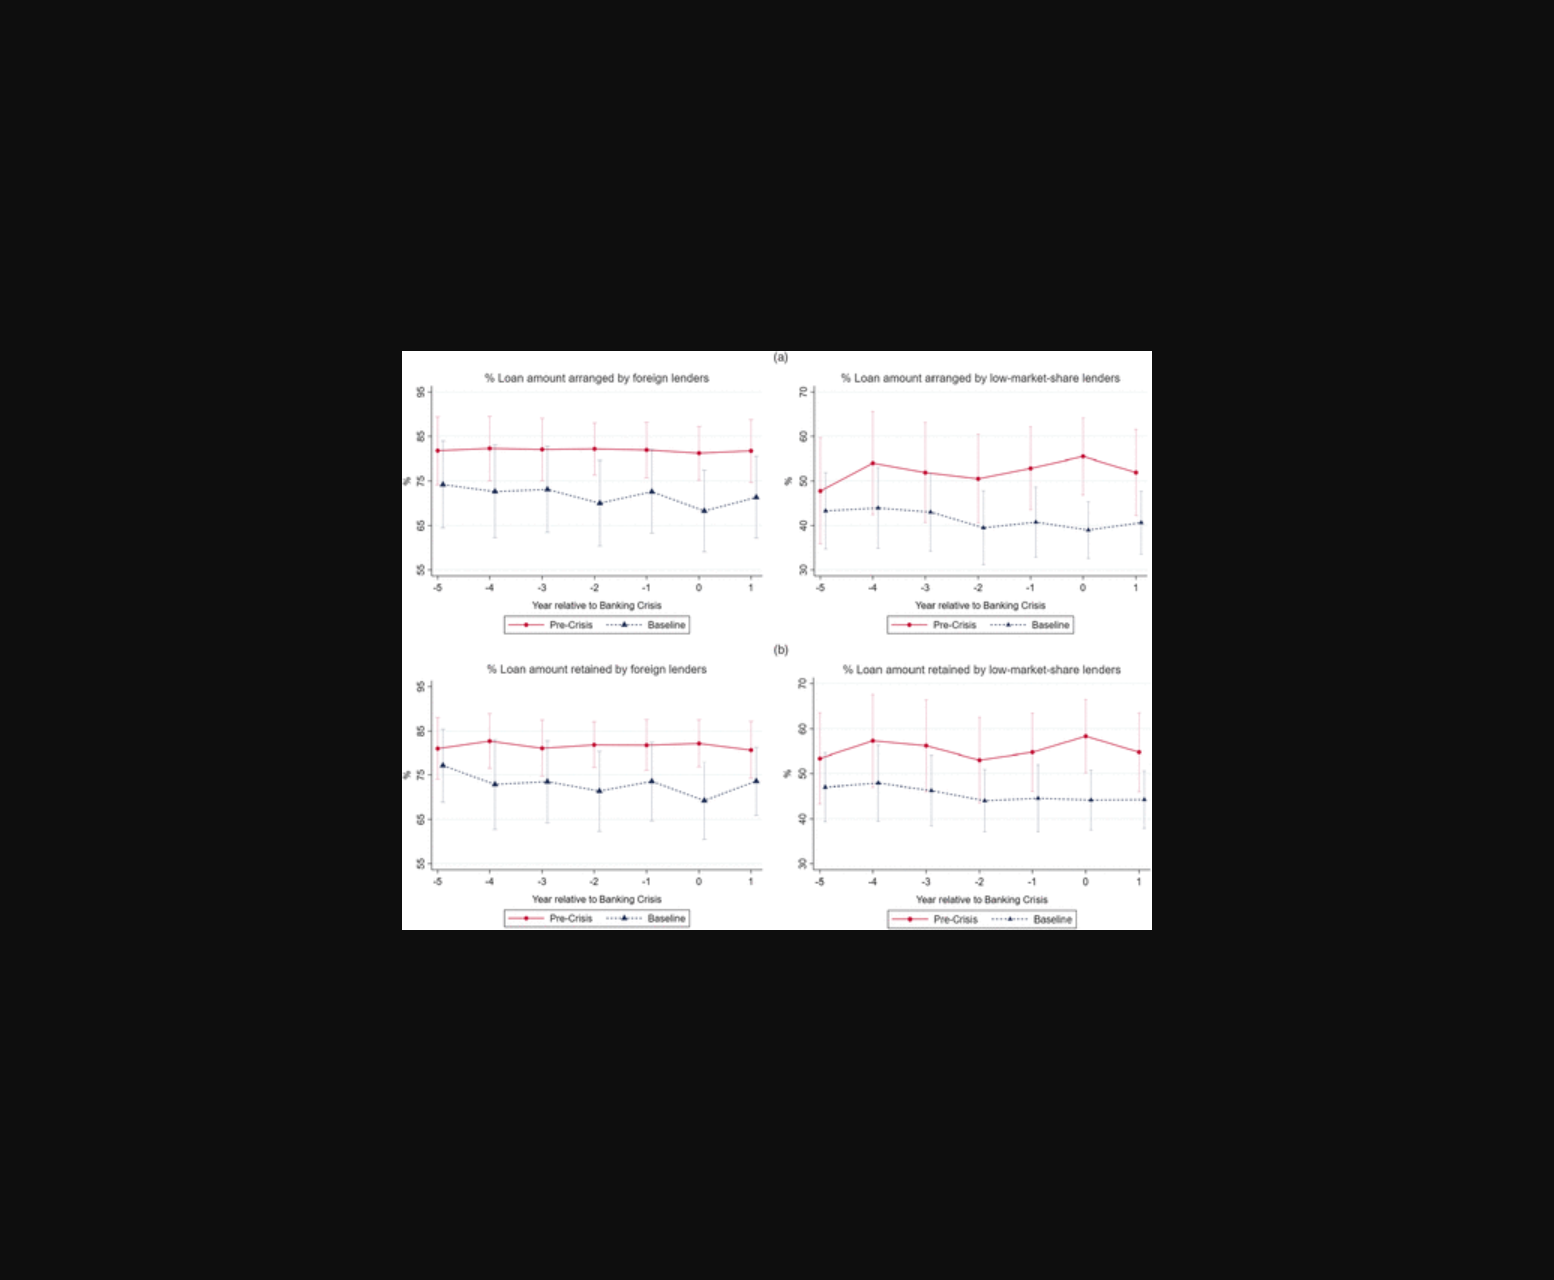 (a)
% Loan amount arranged by foreign lenders
95
85
75
65
55
%
-5 -4 -3 -2 -1 0 1
Year relative to Banking Crisis
Pre-Crisis Baseline
% Loan amount arranged by low-market-share lenders
70
60
50
40
30
%
-5 -4 -3 -2 -1 0 1
Year relative to Banking Crisis
Pre-Crisis Baseline
(b)
% Loan amount retained by foreign lenders
95
85
75
65
55
%
-5 -4 -3 -2 -1 0 1
Year relative to Banking Crisis
Pre-Crisis Baseline
% Loan amount retained by low-market-share lenders
70
60
50
40
30
%
-5 -4 -3 -2 -1 0 1
Year relative to Banking Crisis
Pre-Crisis Baseline